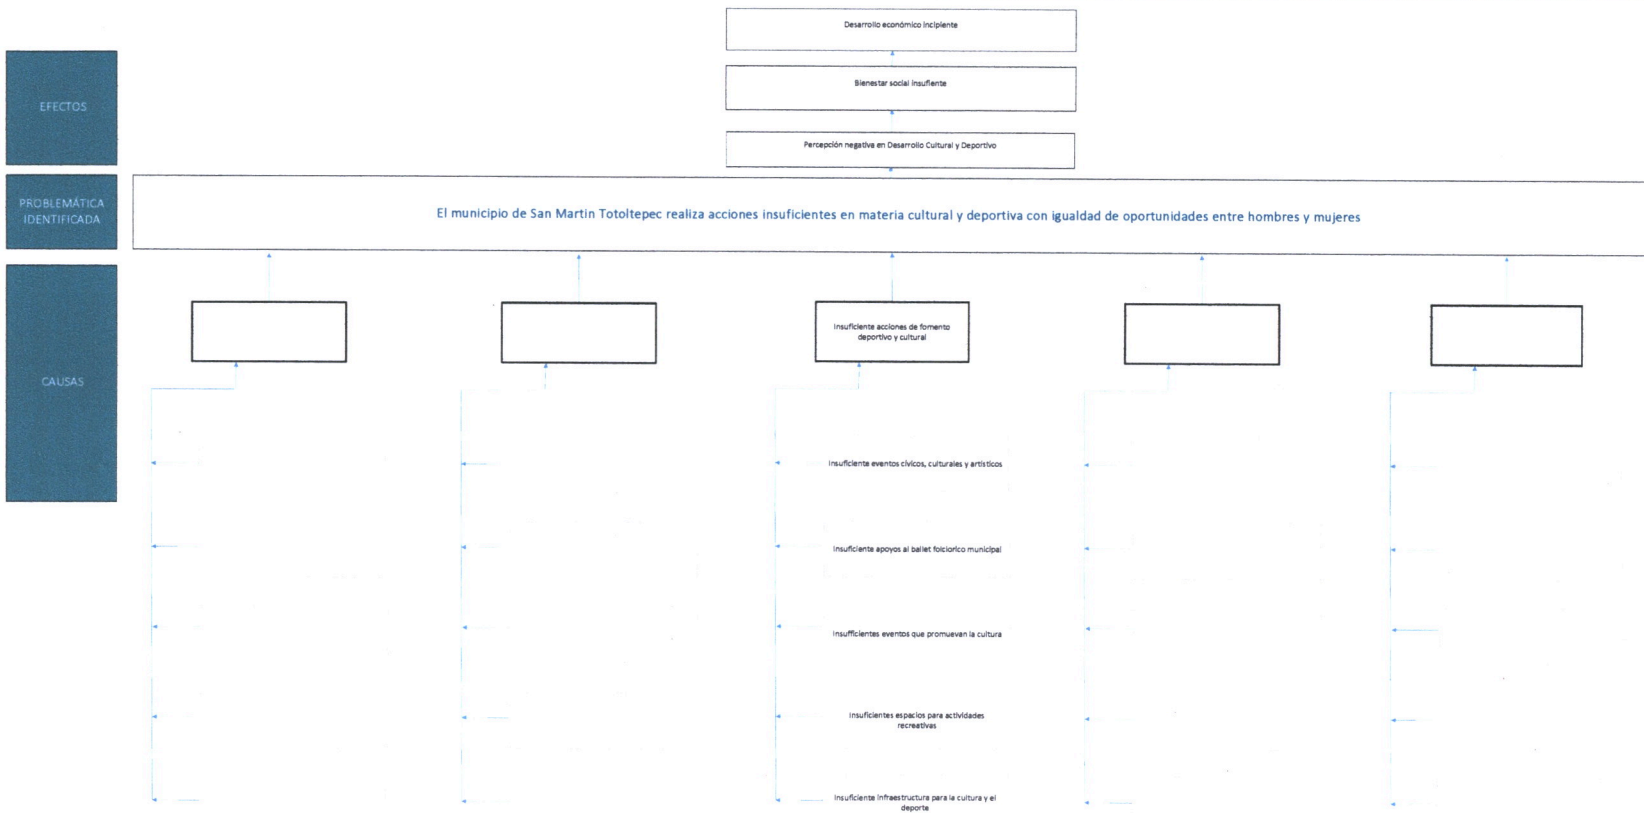 Desarrollo económico incipiente
EFECTOS
Bienestar social insufiente
Percepción negativa en Desarrollo Cultural y Deportivo
PROBLEMÁTICA
IDENTIFICADA
El municipio de San Martin Totoltepec realiza acciones insuficientes en materia cultural y deportiva con igualdad de oportunidades entre hombres y mujeres
CAUSAS
Insuficiente acciones de fomento
deportivo y cultural
Insuficiente eventos cívicos, culturales y artísticos
Insuficiente apoyos al ballet folclorico municipal
Insufficientes eventos que promuevan la cultura
Insuficientes espacios para actividades
recreativas
Insuficiente infraestructura para la cultura y el
deporte